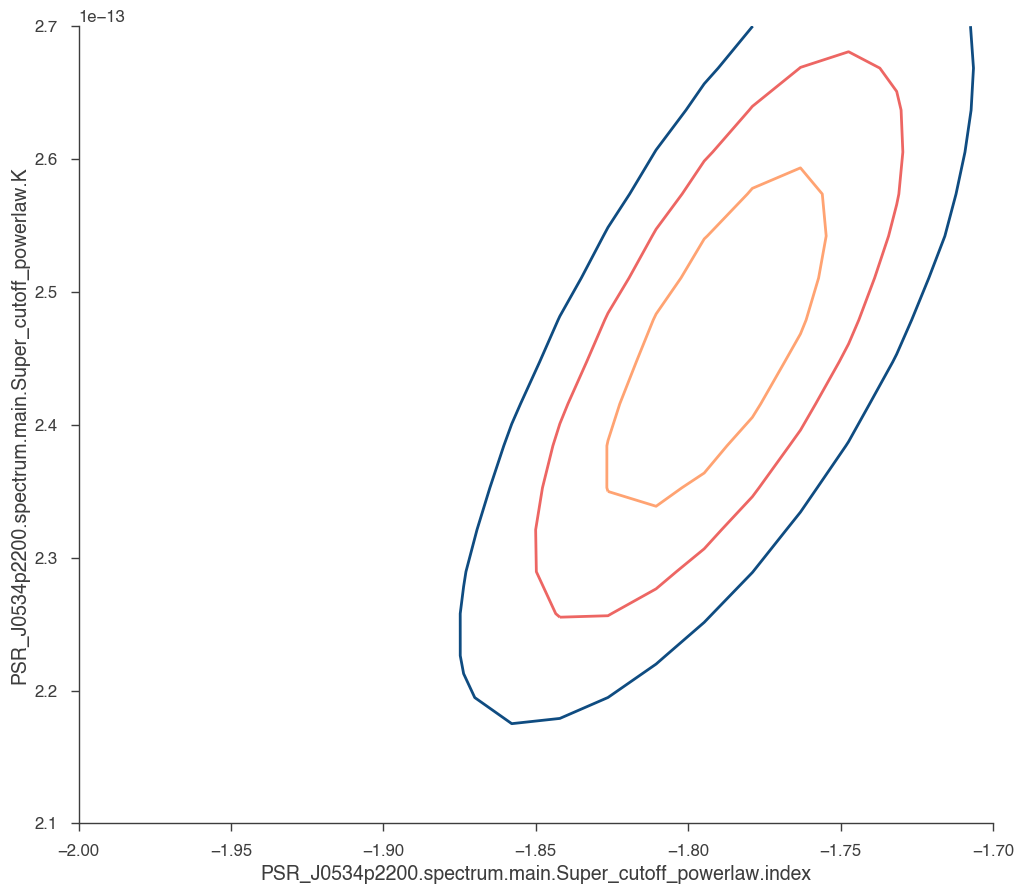 1e−13
2.7
2.6
2.5
2.4
2.3
2.2
2.1
PSR_J0534p2200.spectrum.main.Super_cutoff_powerlaw.K
−2.00 −1.95 −1.90 −1.85 −1.80 −1.75 −1.70
PSR_J0534p2200.spectrum.main.Super_cutoff_powerlaw.index